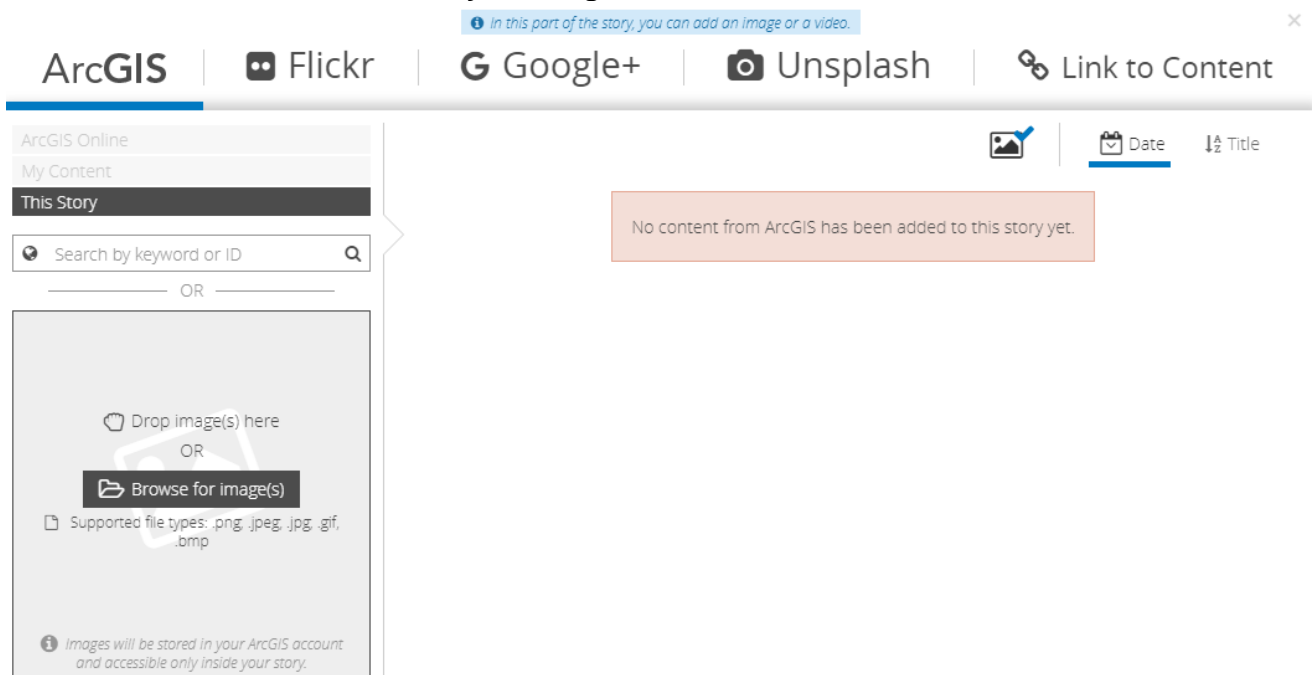 In this part of the story, you can add an image or a video.
ArcGIS
Flickr
G Google+
Unsplash
Link to Content
ArcGIS Online
My Content
This Story
Search by keyword or ID
OR
Drop image(s) here
OR
Browse for image(s)
Supported file types: .png, .jpeg, .jpg, .gif,
.bmp
Images will be stored in your ArcGIS account
and accessible only inside your story.
Date
Title
No content from ArcGIS has been added to this story yet.